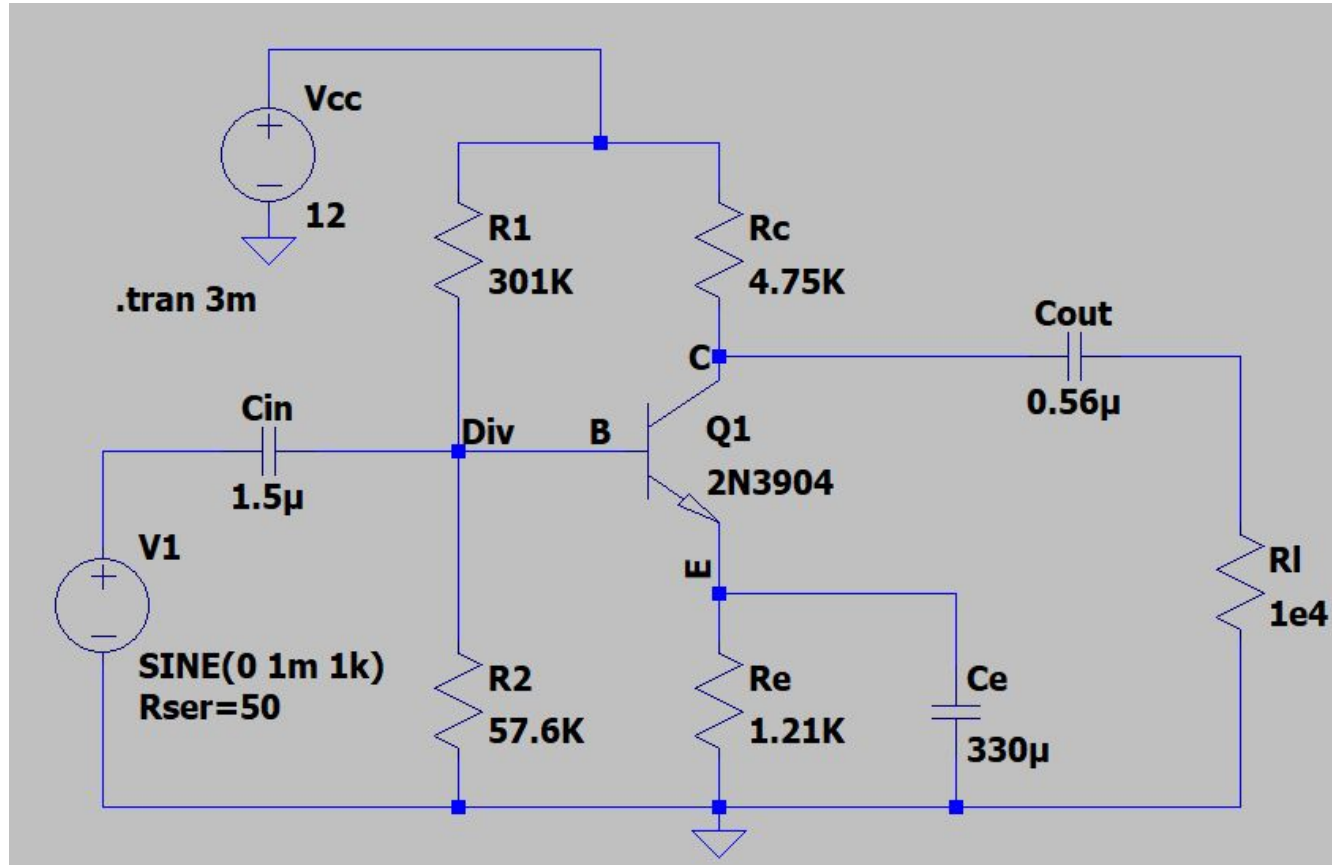 Vcc
12
R1
301K
Rc
4.75K
.tran 3m
Cout
0.56µ
C
Cin
1.5µ
Div
B
Q1
2N3904
V1
SINE(0 1m 1k)
Rser=50
E
R2
57.6K
Re
1.21K
Ce
330µ
Rl
1e4